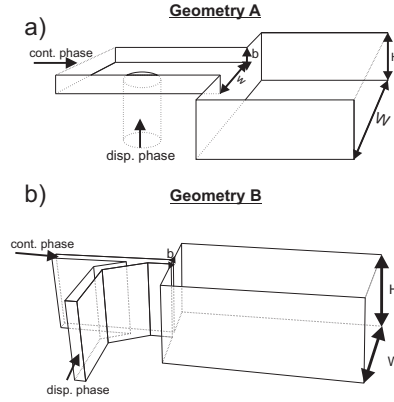 Geometry A
a)
cont. phase
b
w
H
W
disp. phase
b)
Geometry B
cont. phase
b
H
W
disp. phase